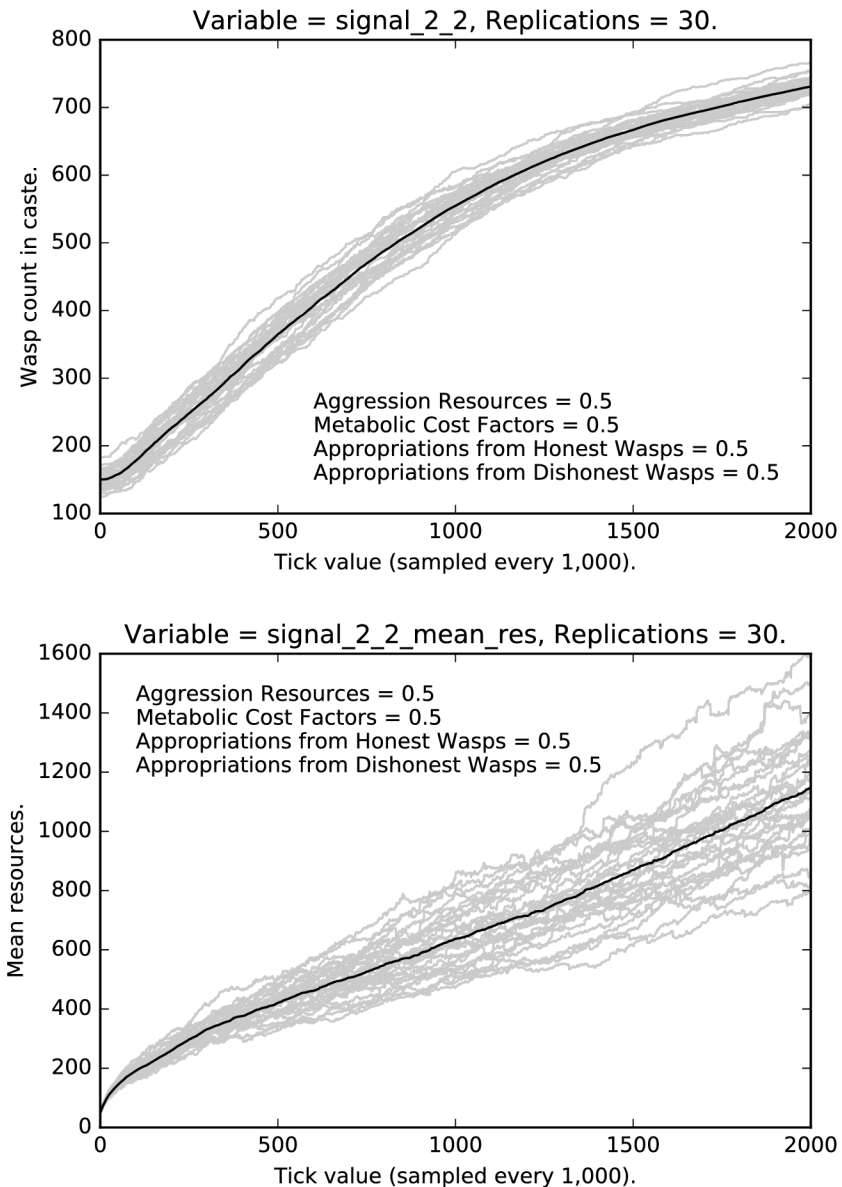 Variable = signal_2_2, Replications = 30.
800
700
600
500
400
300
200
100
Wasp count in caste.
Aggression Resources = 0.5
Metabolic Cost Factors = 0.5
Appropriations from Honest Wasps = 0.5
Appropriations from Dishonest Wasps = 0.5
0 500 1000 1500 2000
Tick value (sampled every 1,000).
Variable = signal_2_2_mean_res, Replications = 30.
1600
1400
1200
1000
800
600
400
200
0
Mean resources.
Aggression Resources = 0.5
Metabolic Cost Factors = 0.5
Appropriations from Honest Wasps = 0.5
Appropriations from Dishonest Wasps = 0.5
0 500 1000 1500 2000
Tick value (sampled every 1,000).